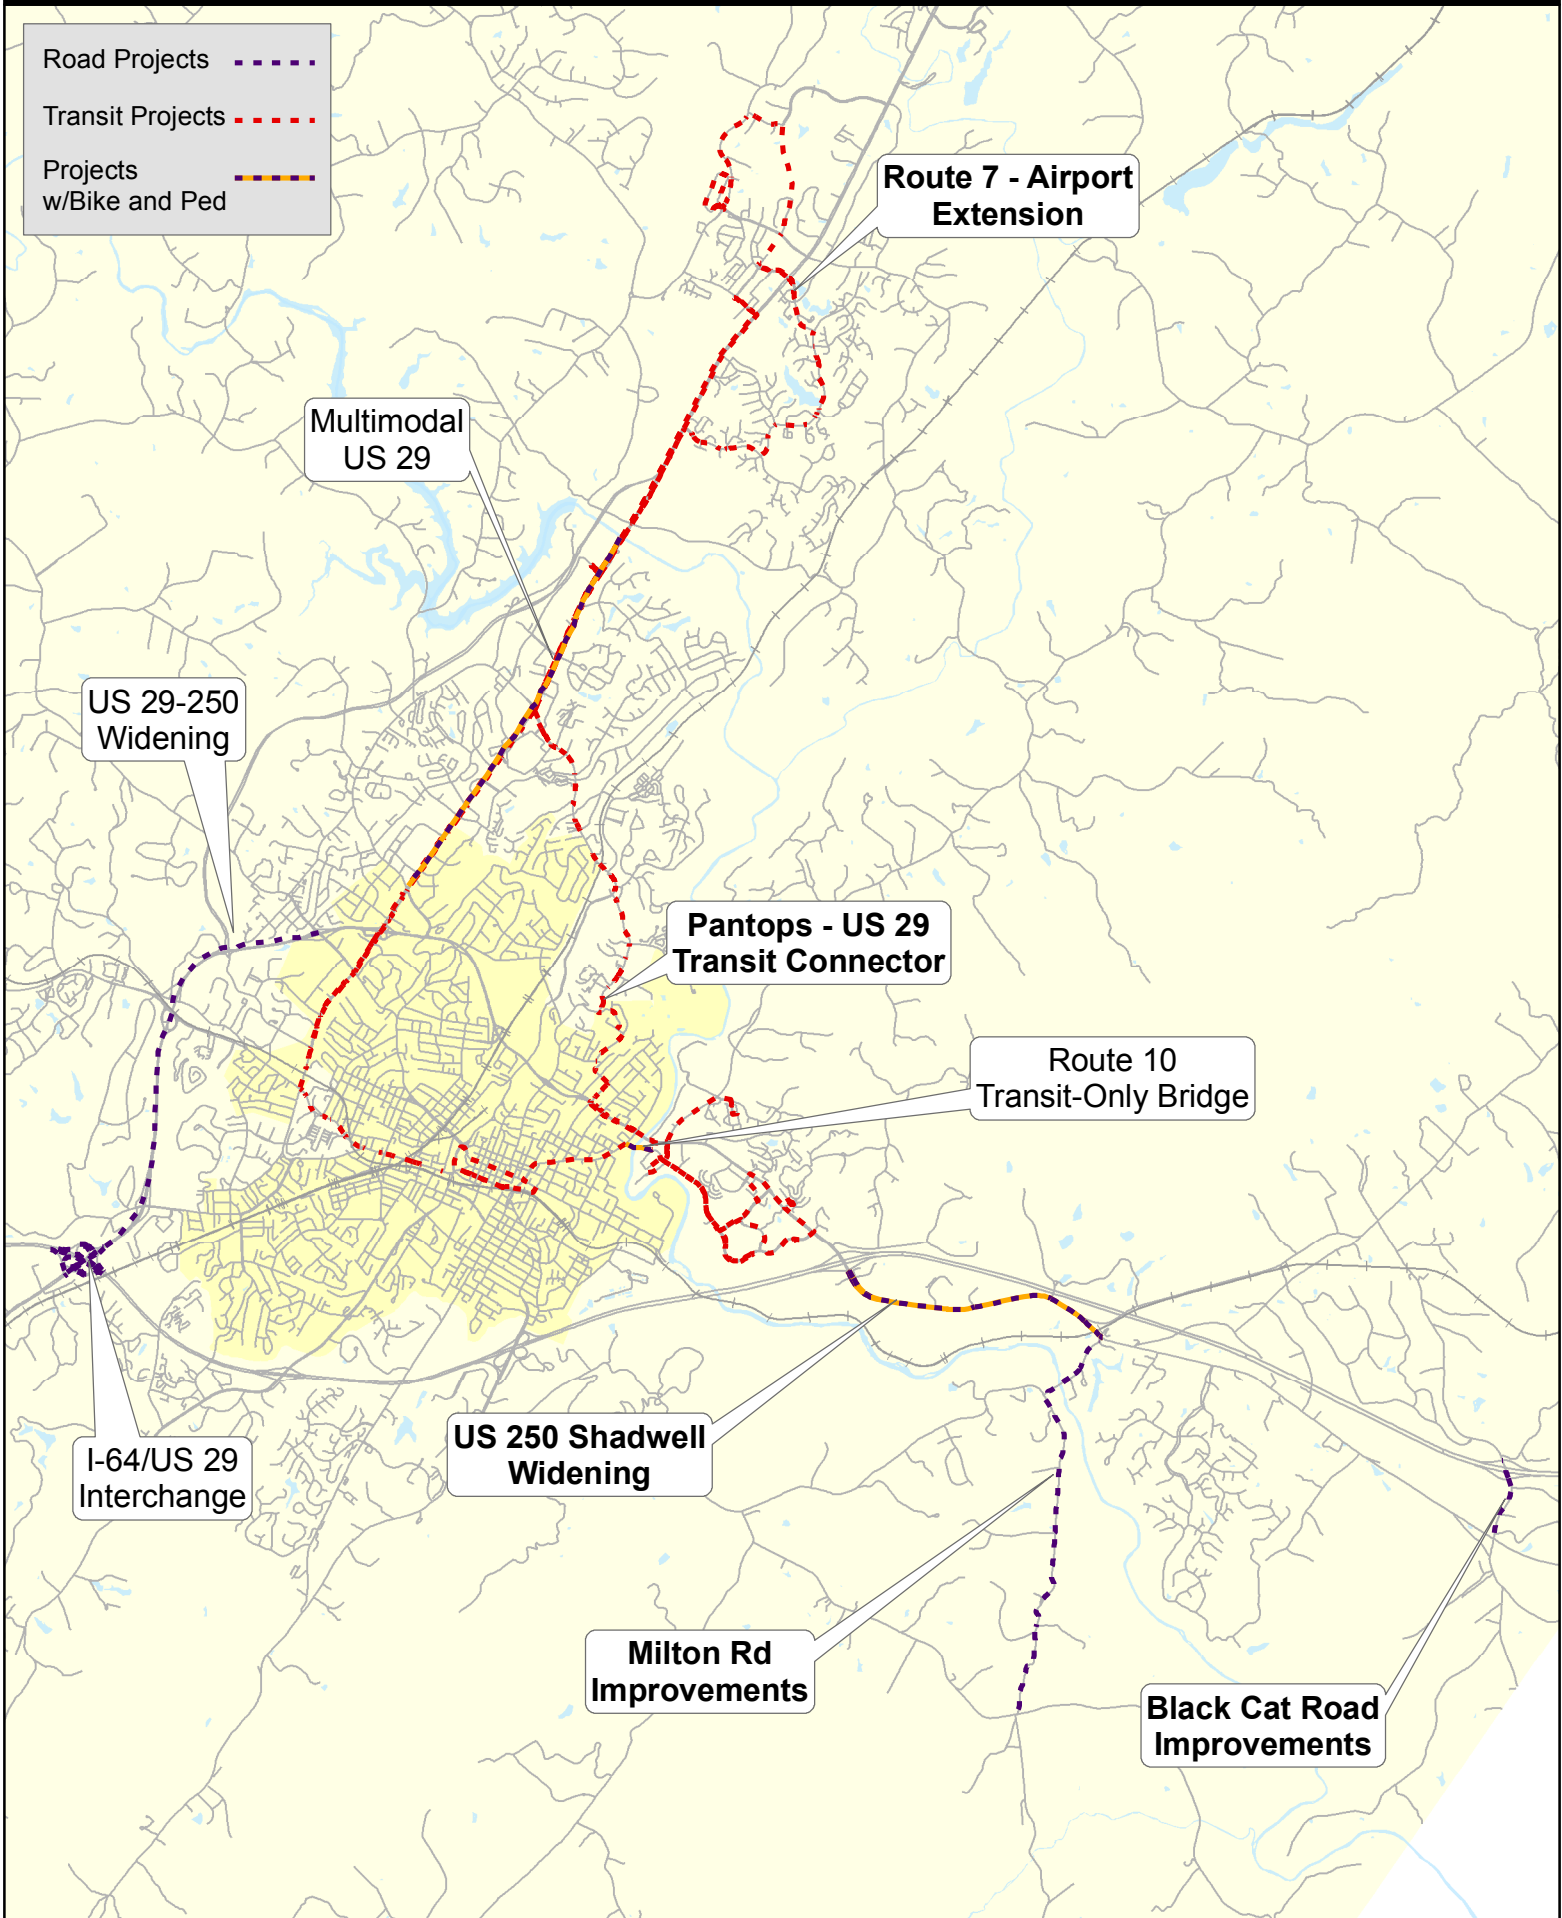 Road Projects
Transit Projects
Projects
w/Bike and Ped
Route 7 - Airport
Extension
Multimodal
US 29
US 29-250
Widening
Pantops - US 29
Transit Connector
Route 10
Transit-Only Bridge
US 250 Shadwell
Widening
I-64/US 29
Interchange
Milton Rd
Improvements
Black Cat Road
Improvements